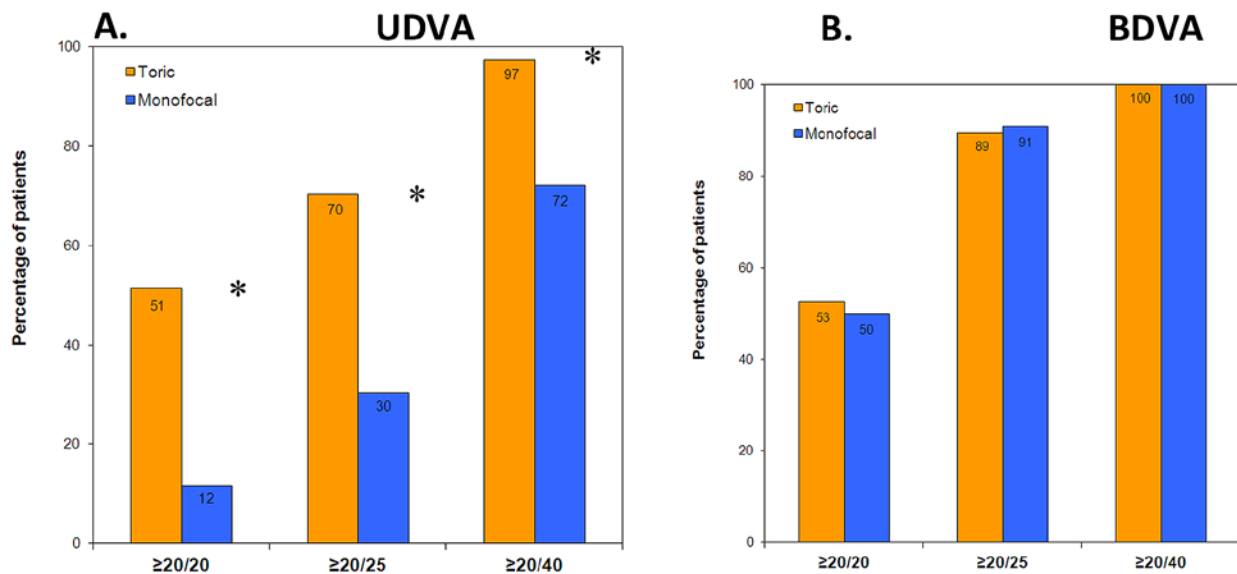 A. UDVA
Percentage of patients
100
80
60
40
20
0
Toric
Monofocal
*
*
*
51
12
70
30
97
72
≥20/20 ≥20/25 ≥20/40
B. BDVA
Percentage of patients
100
80
60
40
20
0
Toric
Monofocal
53
50
89
91
100
100
≥20/20 ≥20/25 ≥20/40